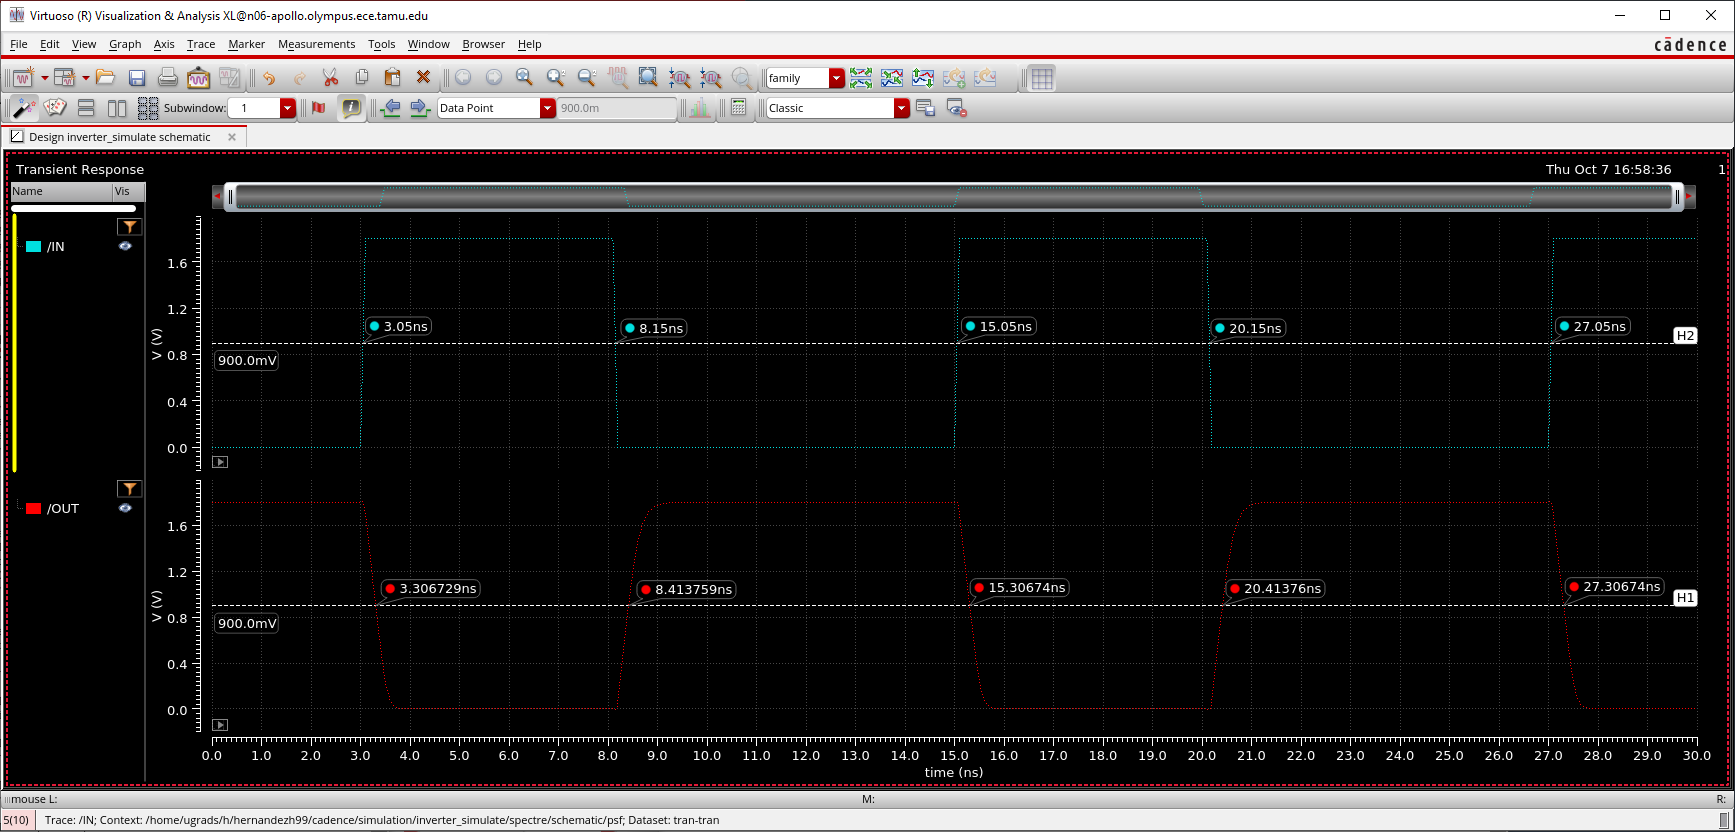 Virtuoso (R) Visualization & Analysis XL@n06-apollo.olympus.ece.tamu.edu
File Edit View Graph Axis Trace Marker Measurements Tools Window Browser Help
cādence
family
Subwindow: 1 Data Point 900.0m Classic
Design inverter_simulate schematic
Transient Response Thu Oct 7 16:58:36 1
Name Vis
/IN
V (V)
1.6
1.2
0.8
0.4
0.0
3.05ns 8.15ns 15.05ns 20.15ns 27.05ns
H2
900.0mV
/OUT
V (V)
1.6
1.2
0.8
0.4
0.0
3.306729ns 8.413759ns 15.30674ns 20.41376ns 27.30674ns
H1
900.0mV
0.0 1.0 2.0 3.0 4.0 5.0 6.0 7.0 8.0 9.0 10.0 11.0 12.0 13.0 14.0 15.0 16.0 17.0 18.0 19.0 20.0 21.0 22.0 23.0 24.0 25.0 26.0 27.0 28.0 29.0 30.0
time (ns)
mouse L: M: R:
5(10) Trace: /IN; Context: /home/ugrads/h/hernandezh99/cadence/simulation/inverter_simulate/spectre/schematic/psf; Dataset: tran-tran